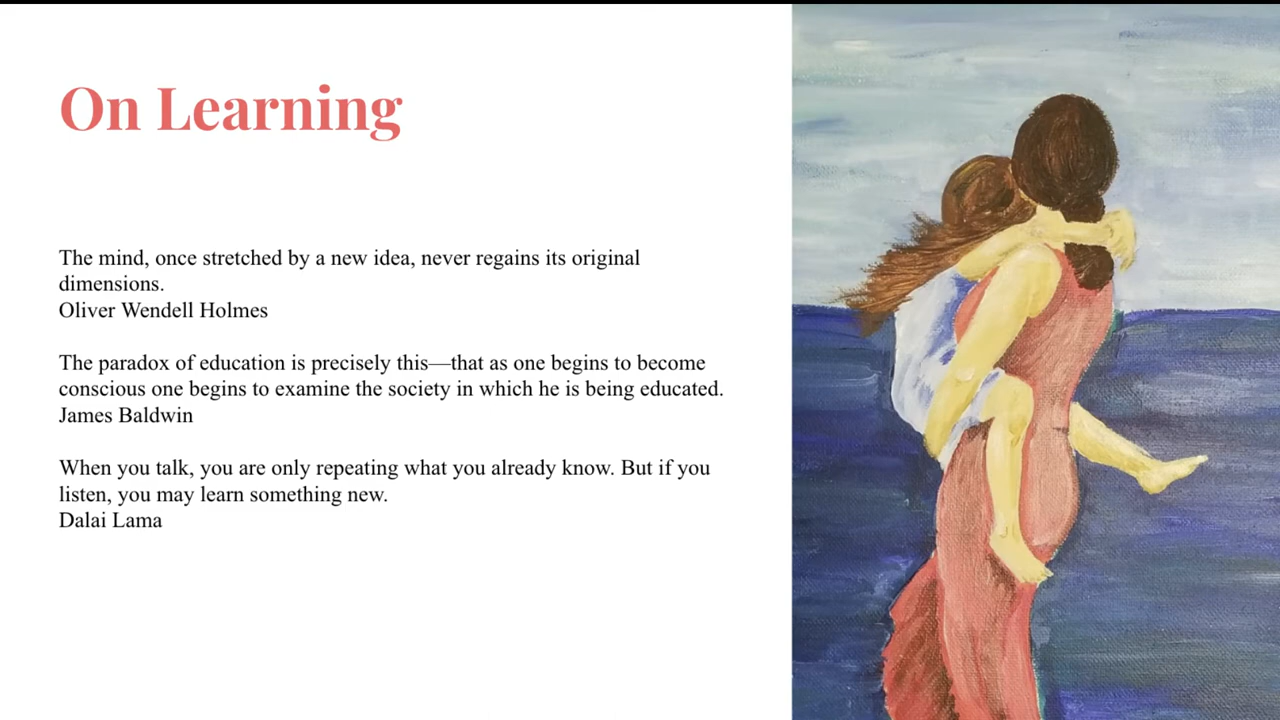 On Learning
The mind, once stretched by a new idea, never regains its original
dimensions.
Oliver Wendell Holmes
The paradox of education is precisely this—that as one begins to become
conscious one begins to examine the society in which he is being educated.
James Baldwin
When you talk, you are only repeating what you already know. But if you
listen, you may learn something new.
Dalai Lama